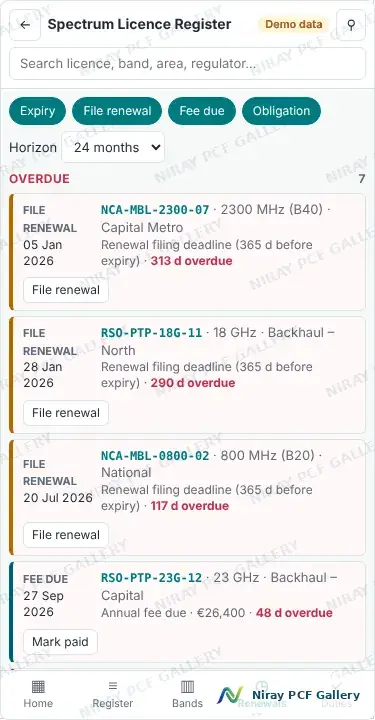 Spectrum Licence Register
Demo data
Search licence, band, area, regulator...
Expiry
File renewal
Fee due
Obligation
Horizon
24 months
OVERDUE
7
FILE RENEWAL
05 Jan 2026
NCA-MBL-2300-07 · 2300 MHz (B40) ·
Capital Metro
Renewal filing deadline (365 d before
expiry) · 313 d overdue
File renewal
FILE RENEWAL
28 Jan 2026
RSO-PTP-18G-11 · 18 GHz · Backhaul –
North
Renewal filing deadline (365 d before
expiry) · 290 d overdue
File renewal
FILE RENEWAL
20 Jul 2026
NCA-MBL-0800-02 · 800 MHz (B20) ·
National
Renewal filing deadline (365 d before
expiry) · 117 d overdue
File renewal
FEE DUE
27 Sep 2026
RSO-PTP-23G-12 · 23 GHz · Backhaul –
Capital
Annual fee due · €26,400 · 48 d overdue
Mark paid
Home
Register
Bands
Renewals
Duties
Niray PCF Gallery
NIRAY PCF GALLERY